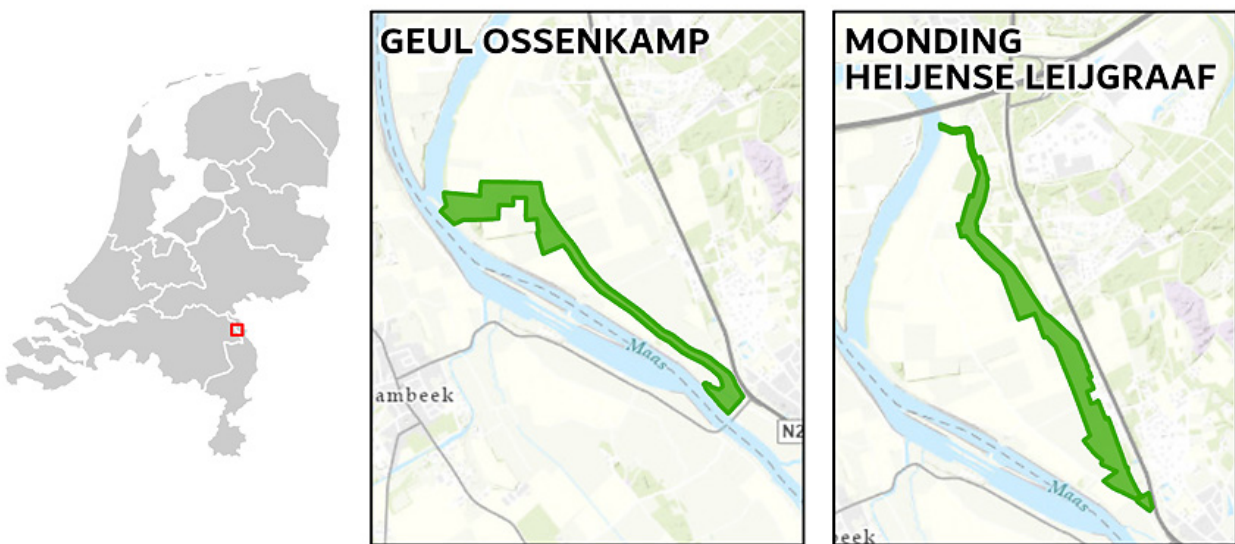 GEUL OSSENKAMP
Maas
ambeek
N2
MONDING
HEIJENSE LEIJGRAAF
Maas
beek